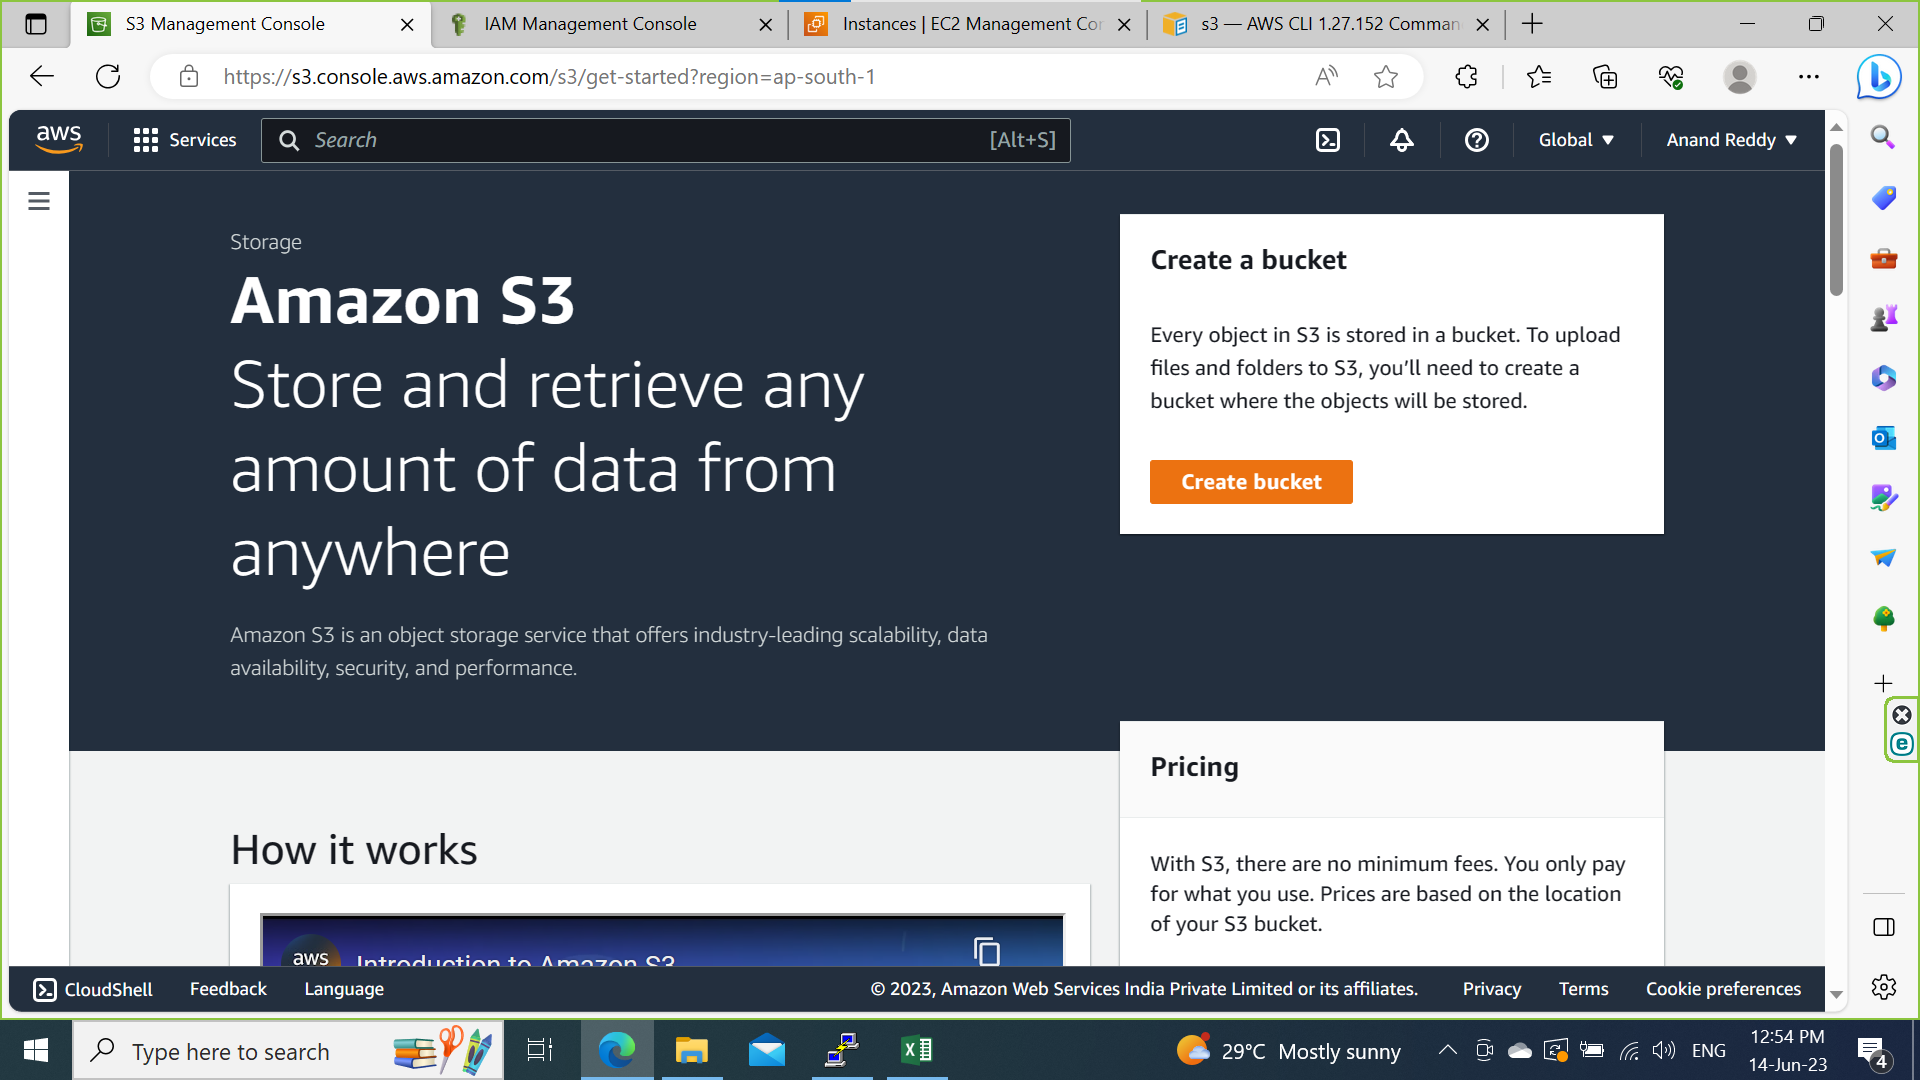 S3 Management Console
IAM Management Console
Instances | EC2 Management Co
s3 — AWS CLI 1.27.152 Comman
https://s3.console.aws.amazon.com/s3/get-started?region=ap-south-1
aws
Services
Search
[Alt+S]
Global
Anand Reddy
Storage
Amazon S3
Store and retrieve any
amount of data from
anywhere
Amazon S3 is an object storage service that offers industry-leading scalability, data
availability, security, and performance.
Create a bucket
Every object in S3 is stored in a bucket. To upload
files and folders to S3, you’ll need to create a
bucket where the objects will be stored.
Create bucket
Pricing
With S3, there are no minimum fees. You only pay
for what you use. Prices are based on the location
of your S3 bucket.
How it works
aws
Introduction to Amazon S3
CloudShell
Feedback
Language
© 2023, Amazon Web Services India Private Limited or its affiliates.
Privacy
Terms
Cookie preferences
Type here to search
29°C Mostly sunny
ENG
12:54 PM
14-Jun-23
4